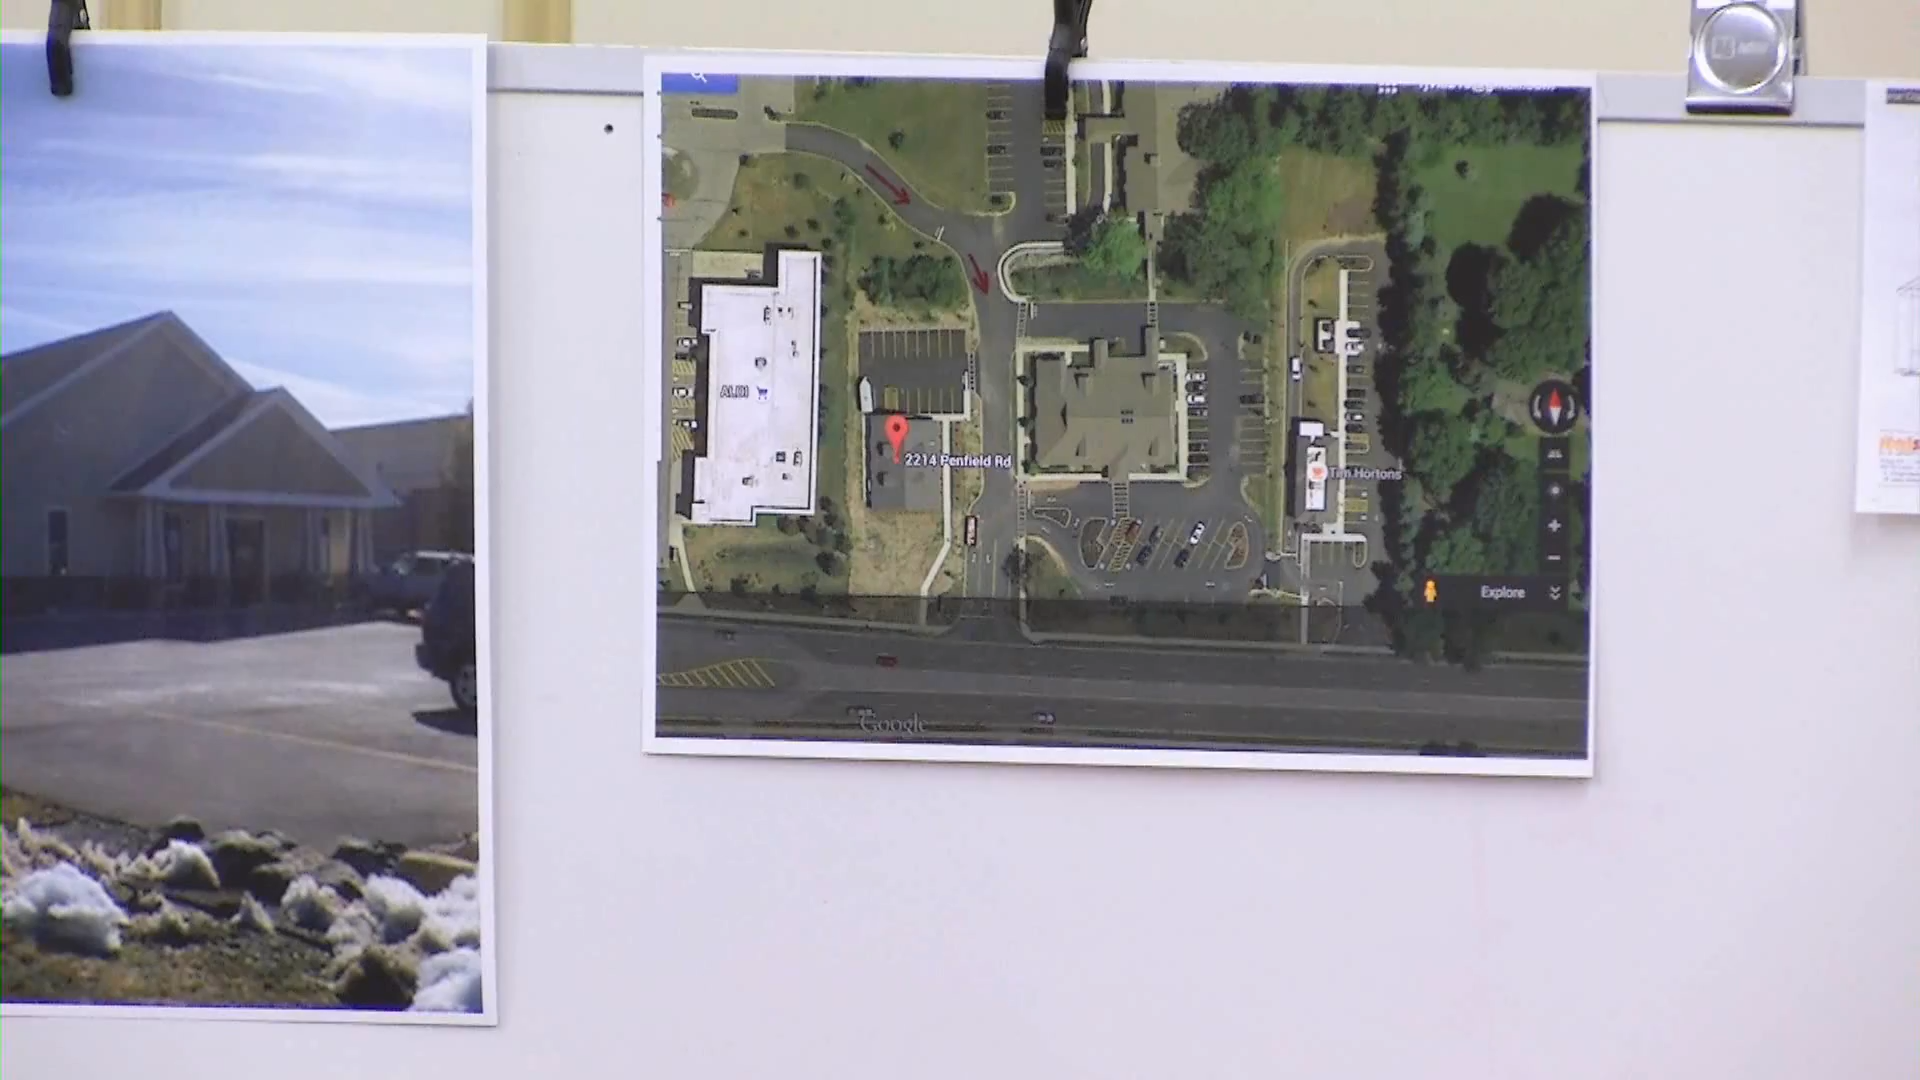 ALDI
2214 Penfield Rd
Tim Hortons
Explore
Google